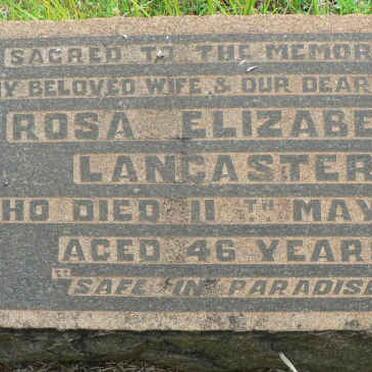 SACRED TO THE MEMOR
Y BELOVED WIFE & OUR DEAR
ROSA ELIZABE
LANCASTER
HO DIED 11TH MAY
AGED 46 YEAR
"SAFE IN PARADISE